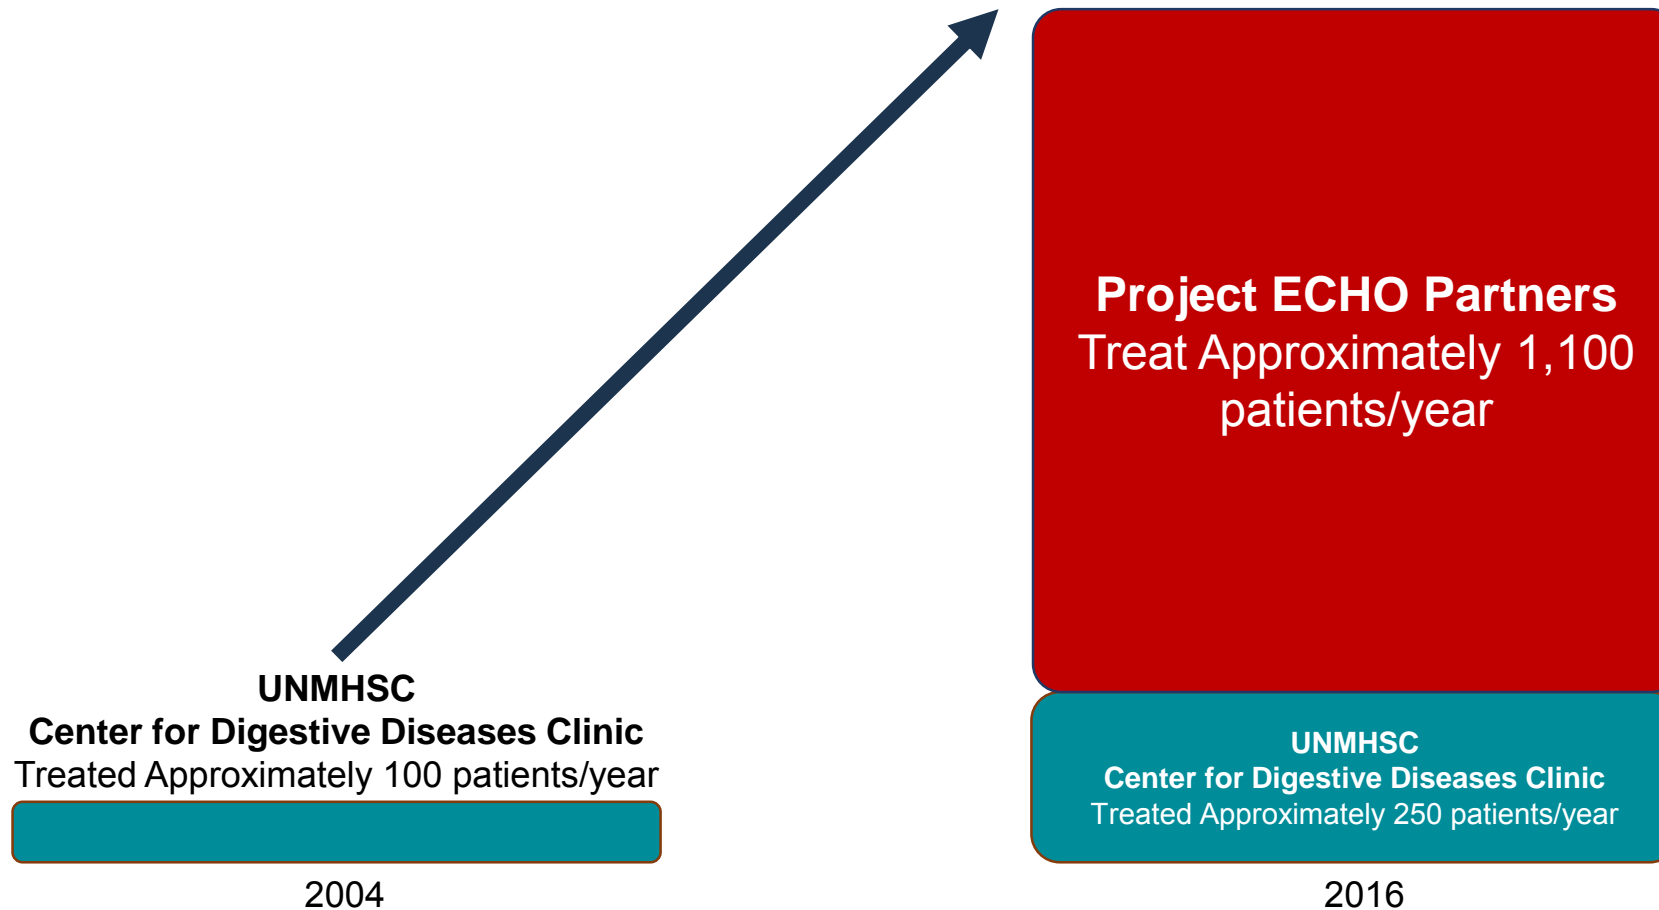 UNMHSC
Center for Digestive Diseases Clinic
Treated Approximately 100 patients/year
2004
Project ECHO Partners
Treat Approximately 1,100
patients/year
UNMHSC
Center for Digestive Diseases Clinic
Treated Approximately 250 patients/year
2016